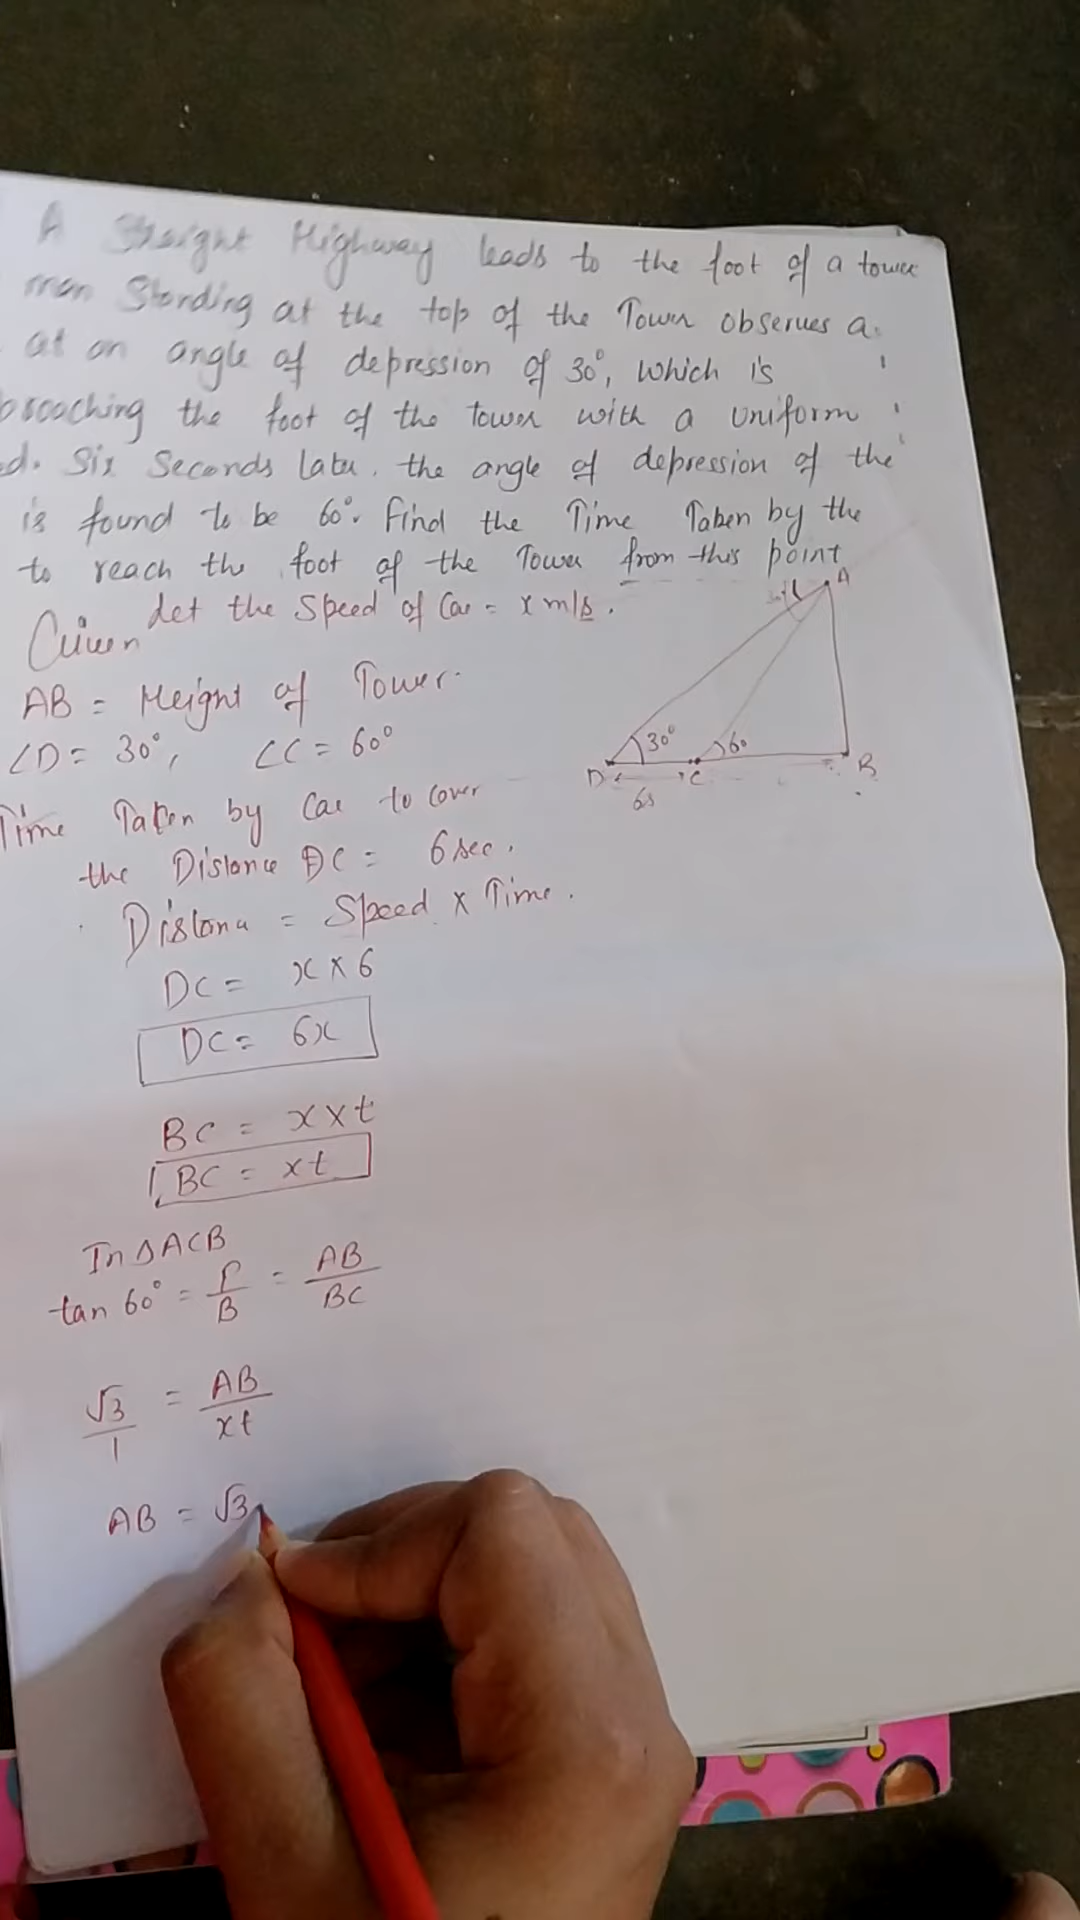 A Straight Highway leads to the foot of a tower
man Standing at the top of the Tower observes a
at an angle of depression of 30°, which is
proaching the foot of the tower with a uniform
d. Six Seconds Later. the angle of depression of the
is found to be 60°. Find the Time Taken by the
to reach the foot of the Tower from this point
Given Let the Speed of Car = x m/s.
A
AB = Height of Tower.
∠D = 30°, ∠C = 60°
30° 60
D C B
6s
Time Taken by Car to cover
the Distance DC = 6 sec.
Distance = Speed x Time.
DC = x x 6
DC = 6x
BC = x x t
BC = xt
In △ACB
tan 60° = P/B = AB/BC
√3/1 = AB/xt
AB = √3